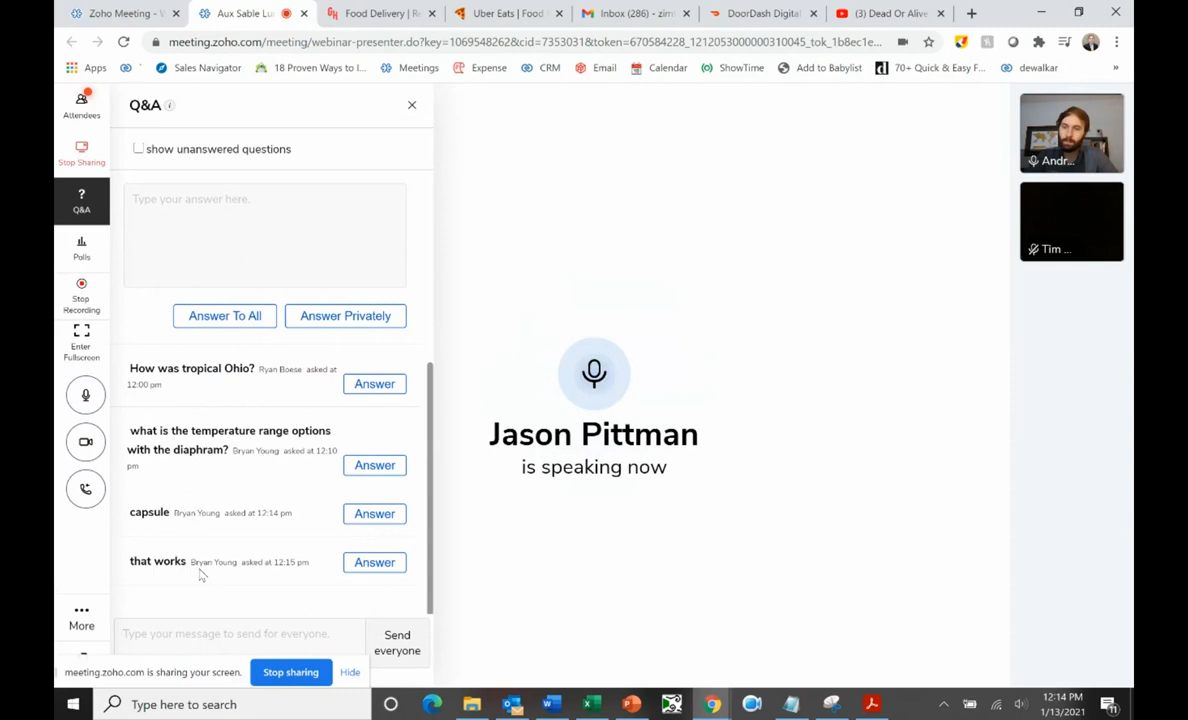 Zoho Meeting - W
Aux Sable Lu
Food Delivery | Re
Uber Eats | Food
Inbox (286) - zim
DoorDash Digital
(3) Dead Or Alive
meeting.zoho.com/meeting/webinar-presenter.do?key=1069548262&cid=7353031&token=670584228_1212053000000310045_tok_1b8ec1e...
Apps
Sales Navigator
18 Proven Ways to I...
Meetings
Expense
CRM
Email
Calendar
ShowTime
Add to Babylist
70+ Quick & Easy F...
dewalkar
»
Attendees
Stop Sharing
?
Q&A
Polls
Stop
Recording
Enter
Fullscreen
More
Q&A
show unanswered questions
Type your answer here.
Answer To All
Answer Privately
How was tropical Ohio? Ryan Boese asked at
12:00 pm
Answer
what is the temperature range options
with the diaphram? Bryan Young asked at 12:10
pm
Answer
capsule Bryan Young asked at 12:14 pm
Answer
that works Bryan Young asked at 12:15 pm
Answer
Type your message to send for everyone.
Send
everyone
Jason Pittman
is speaking now
Andr...
Tim ...
meeting.zoho.com is sharing your screen.
Stop sharing
Hide
Type here to search
12:14 PM
1/13/2021